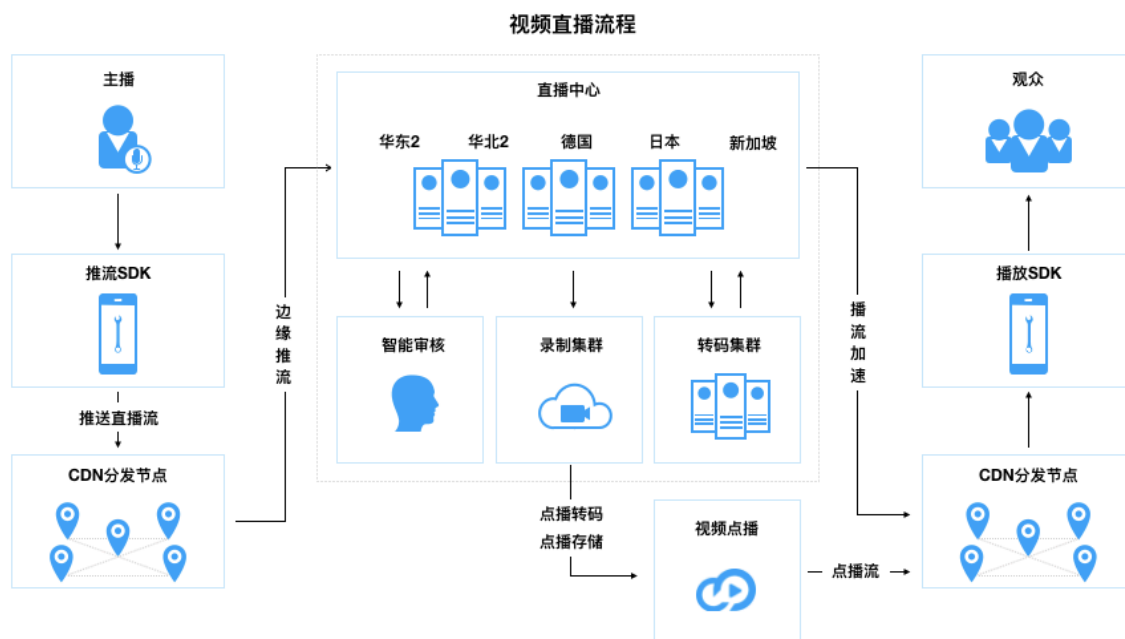 视频直播流程
主播
推流SDK
推送直播流
CDN分发节点
边缘推流
直播中心
华东2
华北2
德国
日本
新加坡
智能审核
录制集群
转码集群
点播转码
点播存储
视频点播
点播流
播流加速
观众
播放SDK
CDN分发节点